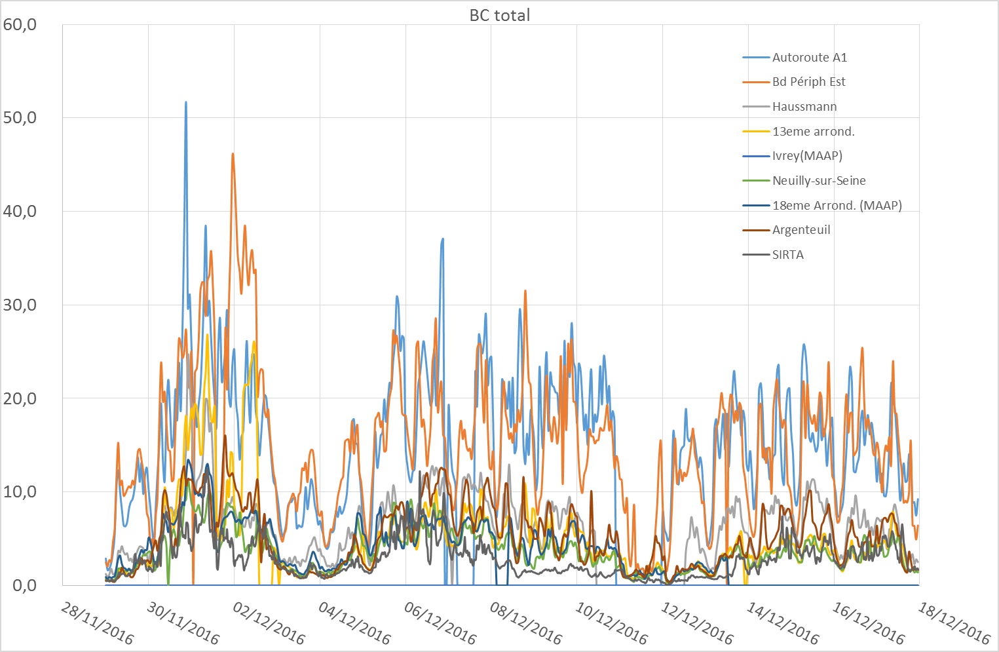 BC total
60,0
50,0
40,0
30,0
20,0
10,0
0,0
Autoroute A1
Bd Périph Est
Haussmann
13eme arrond.
Ivrey(MAAP)
Neuilly-sur-Seine
18eme Arrond. (MAAP)
Argenteuil
SIRTA
28/11/2016
30/11/2016
02/12/2016
04/12/2016
06/12/2016
08/12/2016
10/12/2016
12/12/2016
14/12/2016
16/12/2016
18/12/2016